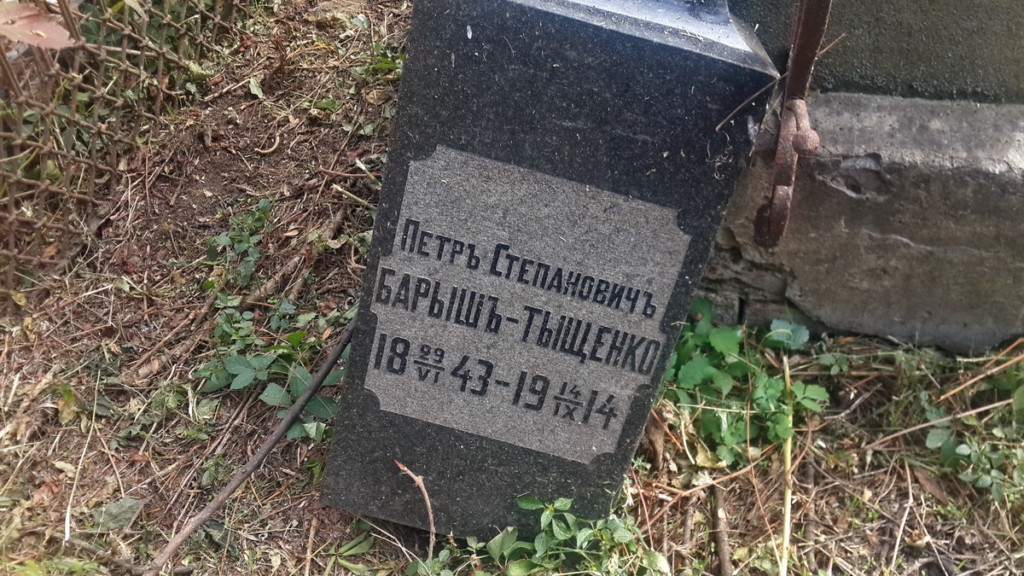 Петръ Степановичъ
Барышъ-Тыщенко
18 29/VI 43 - 19 14/IX 14